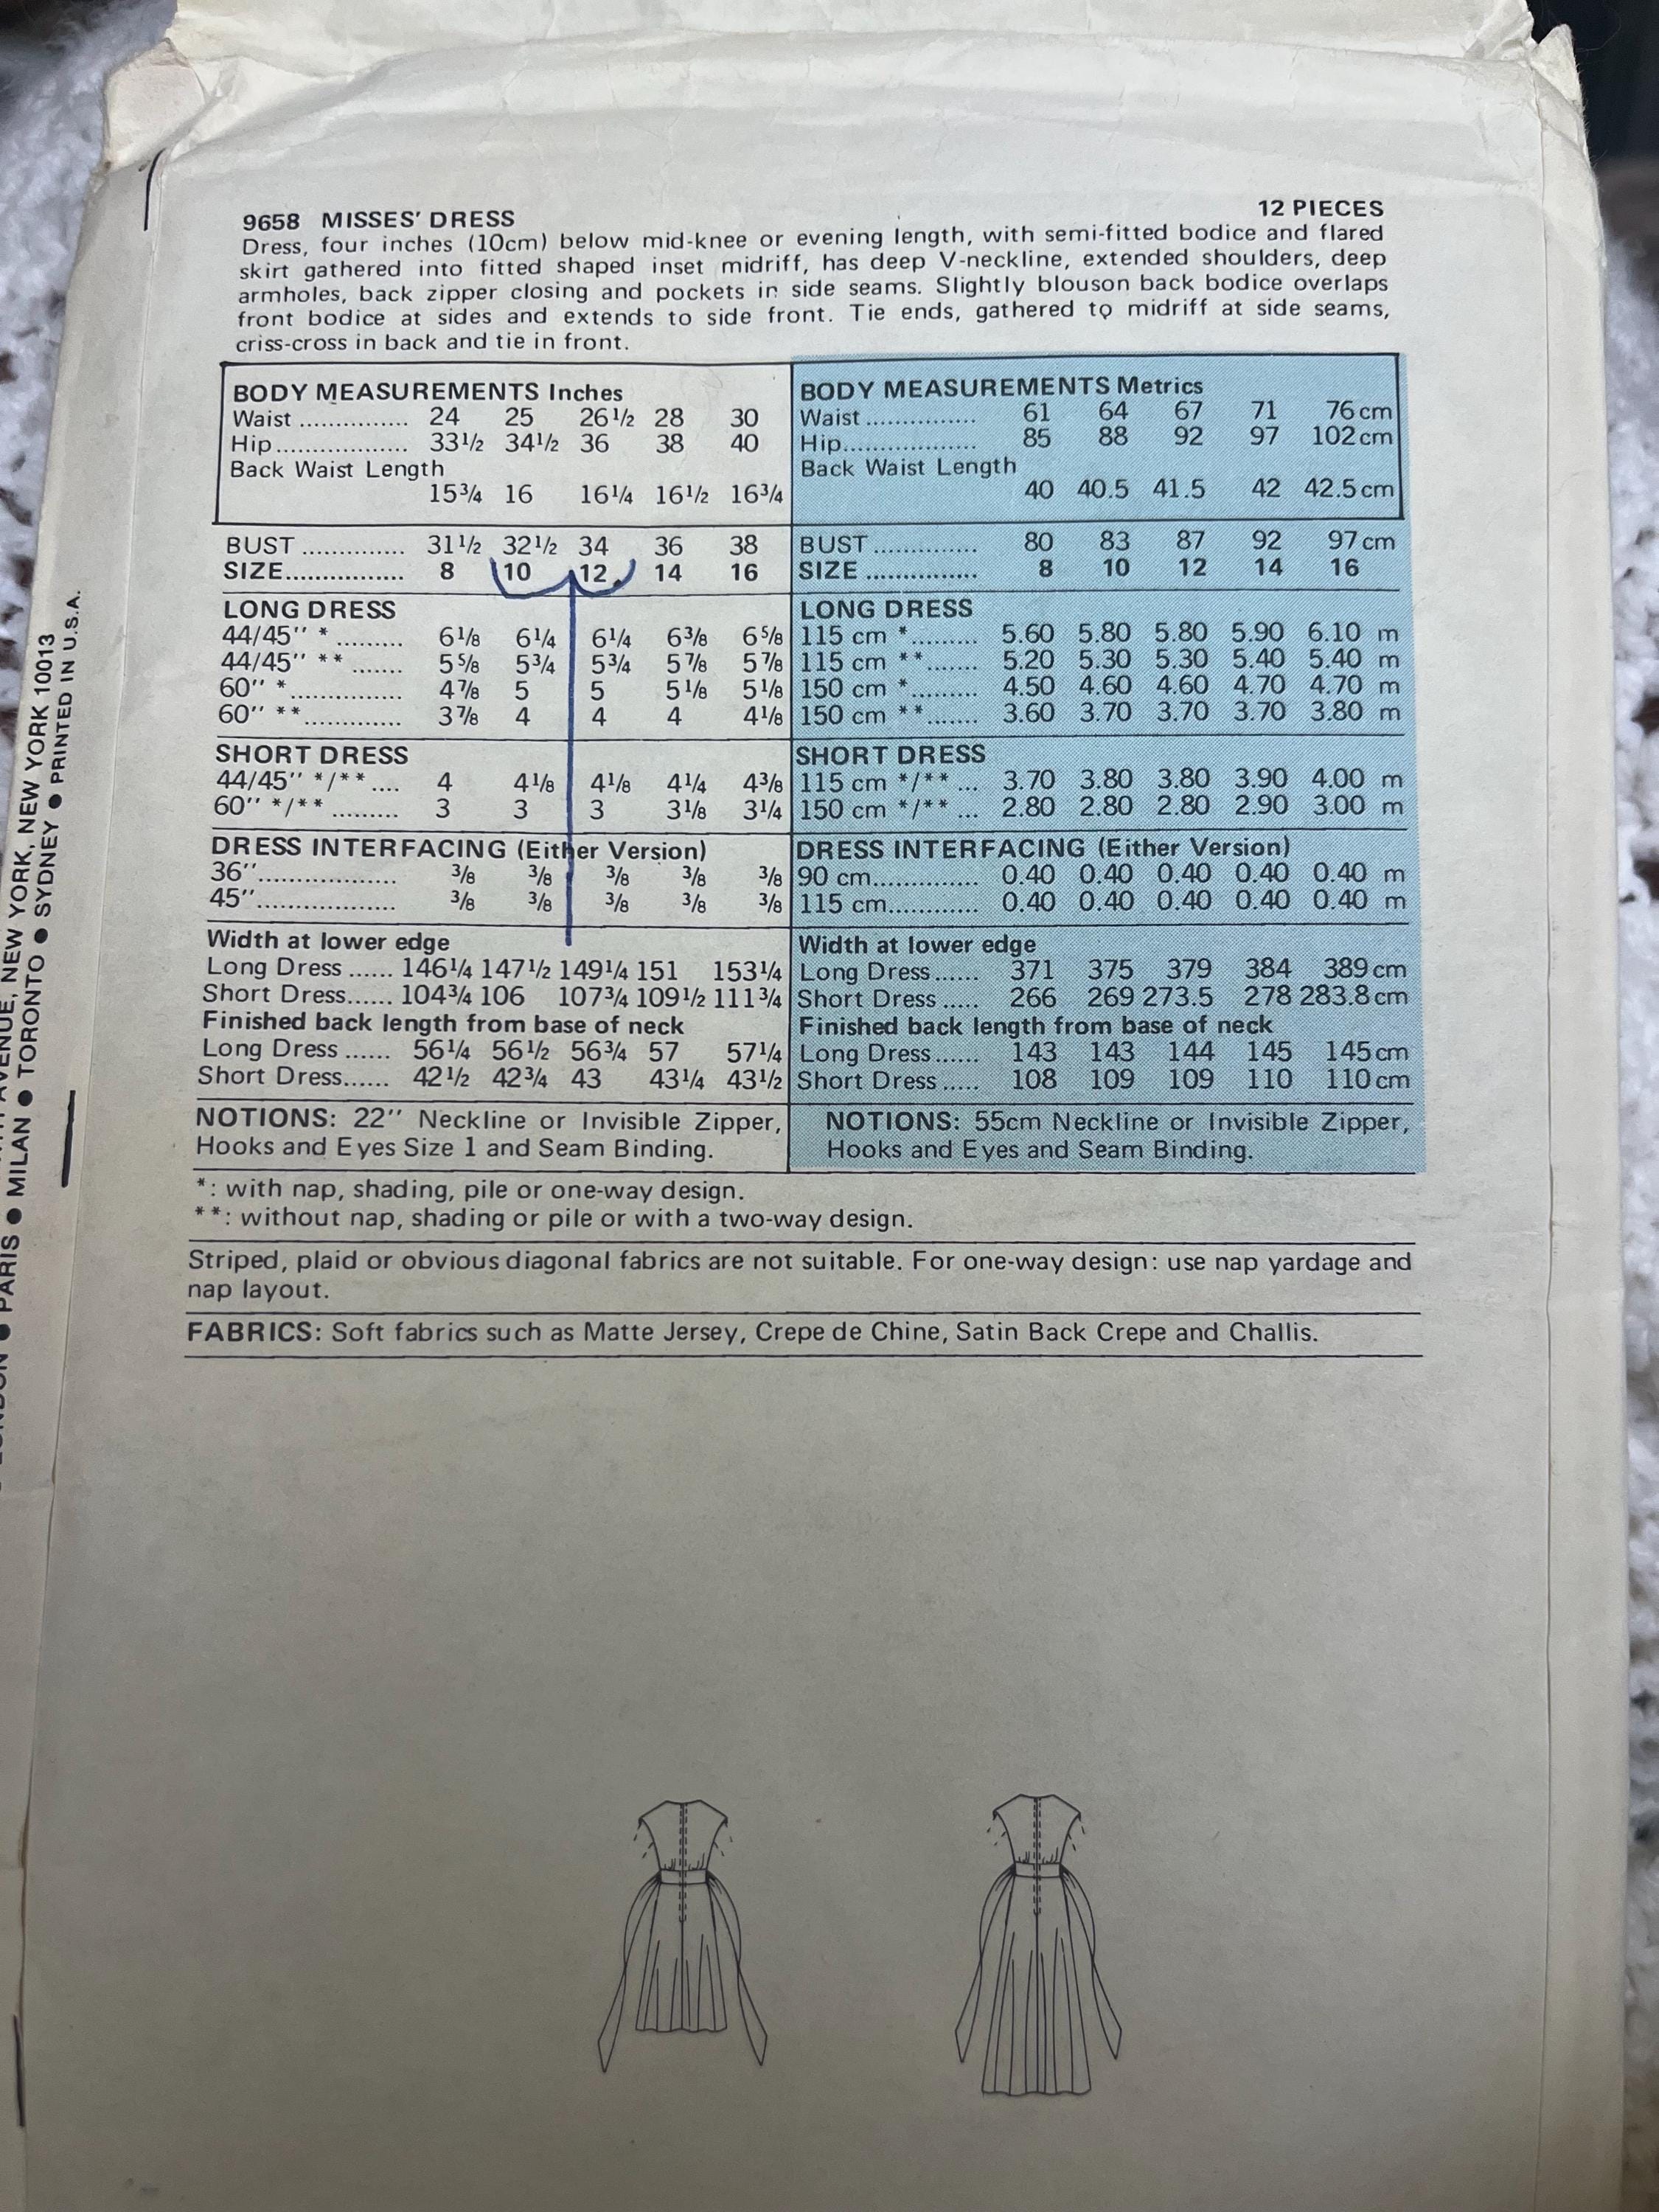 9658 MISSES' DRESS 12 PIECES
Dress, four inches (10cm) below mid-knee or evening length, with semi-fitted bodice and flared
skirt gathered into fitted shaped inset midriff, has deep V-neckline, extended shoulders, deep
armholes, back zipper closing and pockets in side seams. Slightly blouson back bodice overlaps
front bodice at sides and extends to side front. Tie ends, gathered to midriff at side seams,
criss-cross in back and tie in front.
BODY MEASUREMENTS Inches
Waist ............... 24 25 26½ 28 30
Hip .................. 33½ 34½ 36 38 40
Back Waist Length
15¾ 16 16¼ 16½ 16¾
BUST .............. 31½ 32½ 34 36 38
SIZE................ 8 10 12 14 16
LONG DRESS
44/45'' * ......... 6⅛ 6¼ 6¼ 6⅜ 6⅝
44/45'' ** ....... 5⅝ 5¾ 5¾ 5⅞ 5⅞
60'' *............... 4⅞ 5 5 5⅛ 5⅛
60'' **............. 3⅞ 4 4 4 4⅛
SHORT DRESS
44/45'' */** .... 4 4⅛ 4⅛ 4¼ 4⅜
60'' */** ......... 3 3 3 3⅛ 3¼
DRESS INTERFACING (Either Version)
36''.................. ⅜ ⅜ ⅜ ⅜ ⅜
45''.................. ⅜ ⅜ ⅜ ⅜ ⅜
Width at lower edge
Long Dress ...... 146¼ 147½ 149¼ 151 153¼
Short Dress...... 104¾ 106 107¾ 109½ 111¾
Finished back length from base of neck
Long Dress ...... 56¼ 56½ 56¾ 57 57¼
Short Dress...... 42½ 42¾ 43 43¼ 43½
NOTIONS: 22'' Neckline or Invisible Zipper,
Hooks and Eyes Size 1 and Seam Binding.
BODY MEASUREMENTS Metrics
Waist ............... 61 64 67 71 76 cm
Hip................. 85 88 92 97 102 cm
Back Waist Length
40 40.5 41.5 42 42.5 cm
BUST .............. 80 83 87 92 97 cm
SIZE ................ 8 10 12 14 16
LONG DRESS
115 cm *......... 5.60 5.80 5.80 5.90 6.10 m
115 cm **....... 5.20 5.30 5.30 5.40 5.40 m
150 cm *......... 4.50 4.60 4.60 4.70 4.70 m
150 cm **....... 3.60 3.70 3.70 3.70 3.80 m
SHORT DRESS
115 cm */** ... 3.70 3.80 3.80 3.90 4.00 m
150 cm */** ... 2.80 2.80 2.80 2.90 3.00 m
DRESS INTERFACING (Either Version)
90 cm.............. 0.40 0.40 0.40 0.40 0.40 m
115 cm............ 0.40 0.40 0.40 0.40 0.40 m
Width at lower edge
Long Dress...... 371 375 379 384 389 cm
Short Dress ..... 266 269 273.5 278 283.8 cm
Finished back length from base of neck
Long Dress...... 143 143 144 145 145 cm
Short Dress ..... 108 109 109 110 110 cm
NOTIONS: 55cm Neckline or Invisible Zipper,
Hooks and Eyes and Seam Binding.
*: with nap, shading, pile or one-way design.
**: without nap, shading or pile or with a two-way design.
Striped, plaid or obvious diagonal fabrics are not suitable. For one-way design: use nap yardage and
nap layout.
FABRICS: Soft fabrics such as Matte Jersey, Crepe de Chine, Satin Back Crepe and Challis.
AVENUE, NEW YORK, NEW YORK 10013
● PARIS ● MILAN ● TORONTO ● SYDNEY ● PRINTED IN U.S.A.